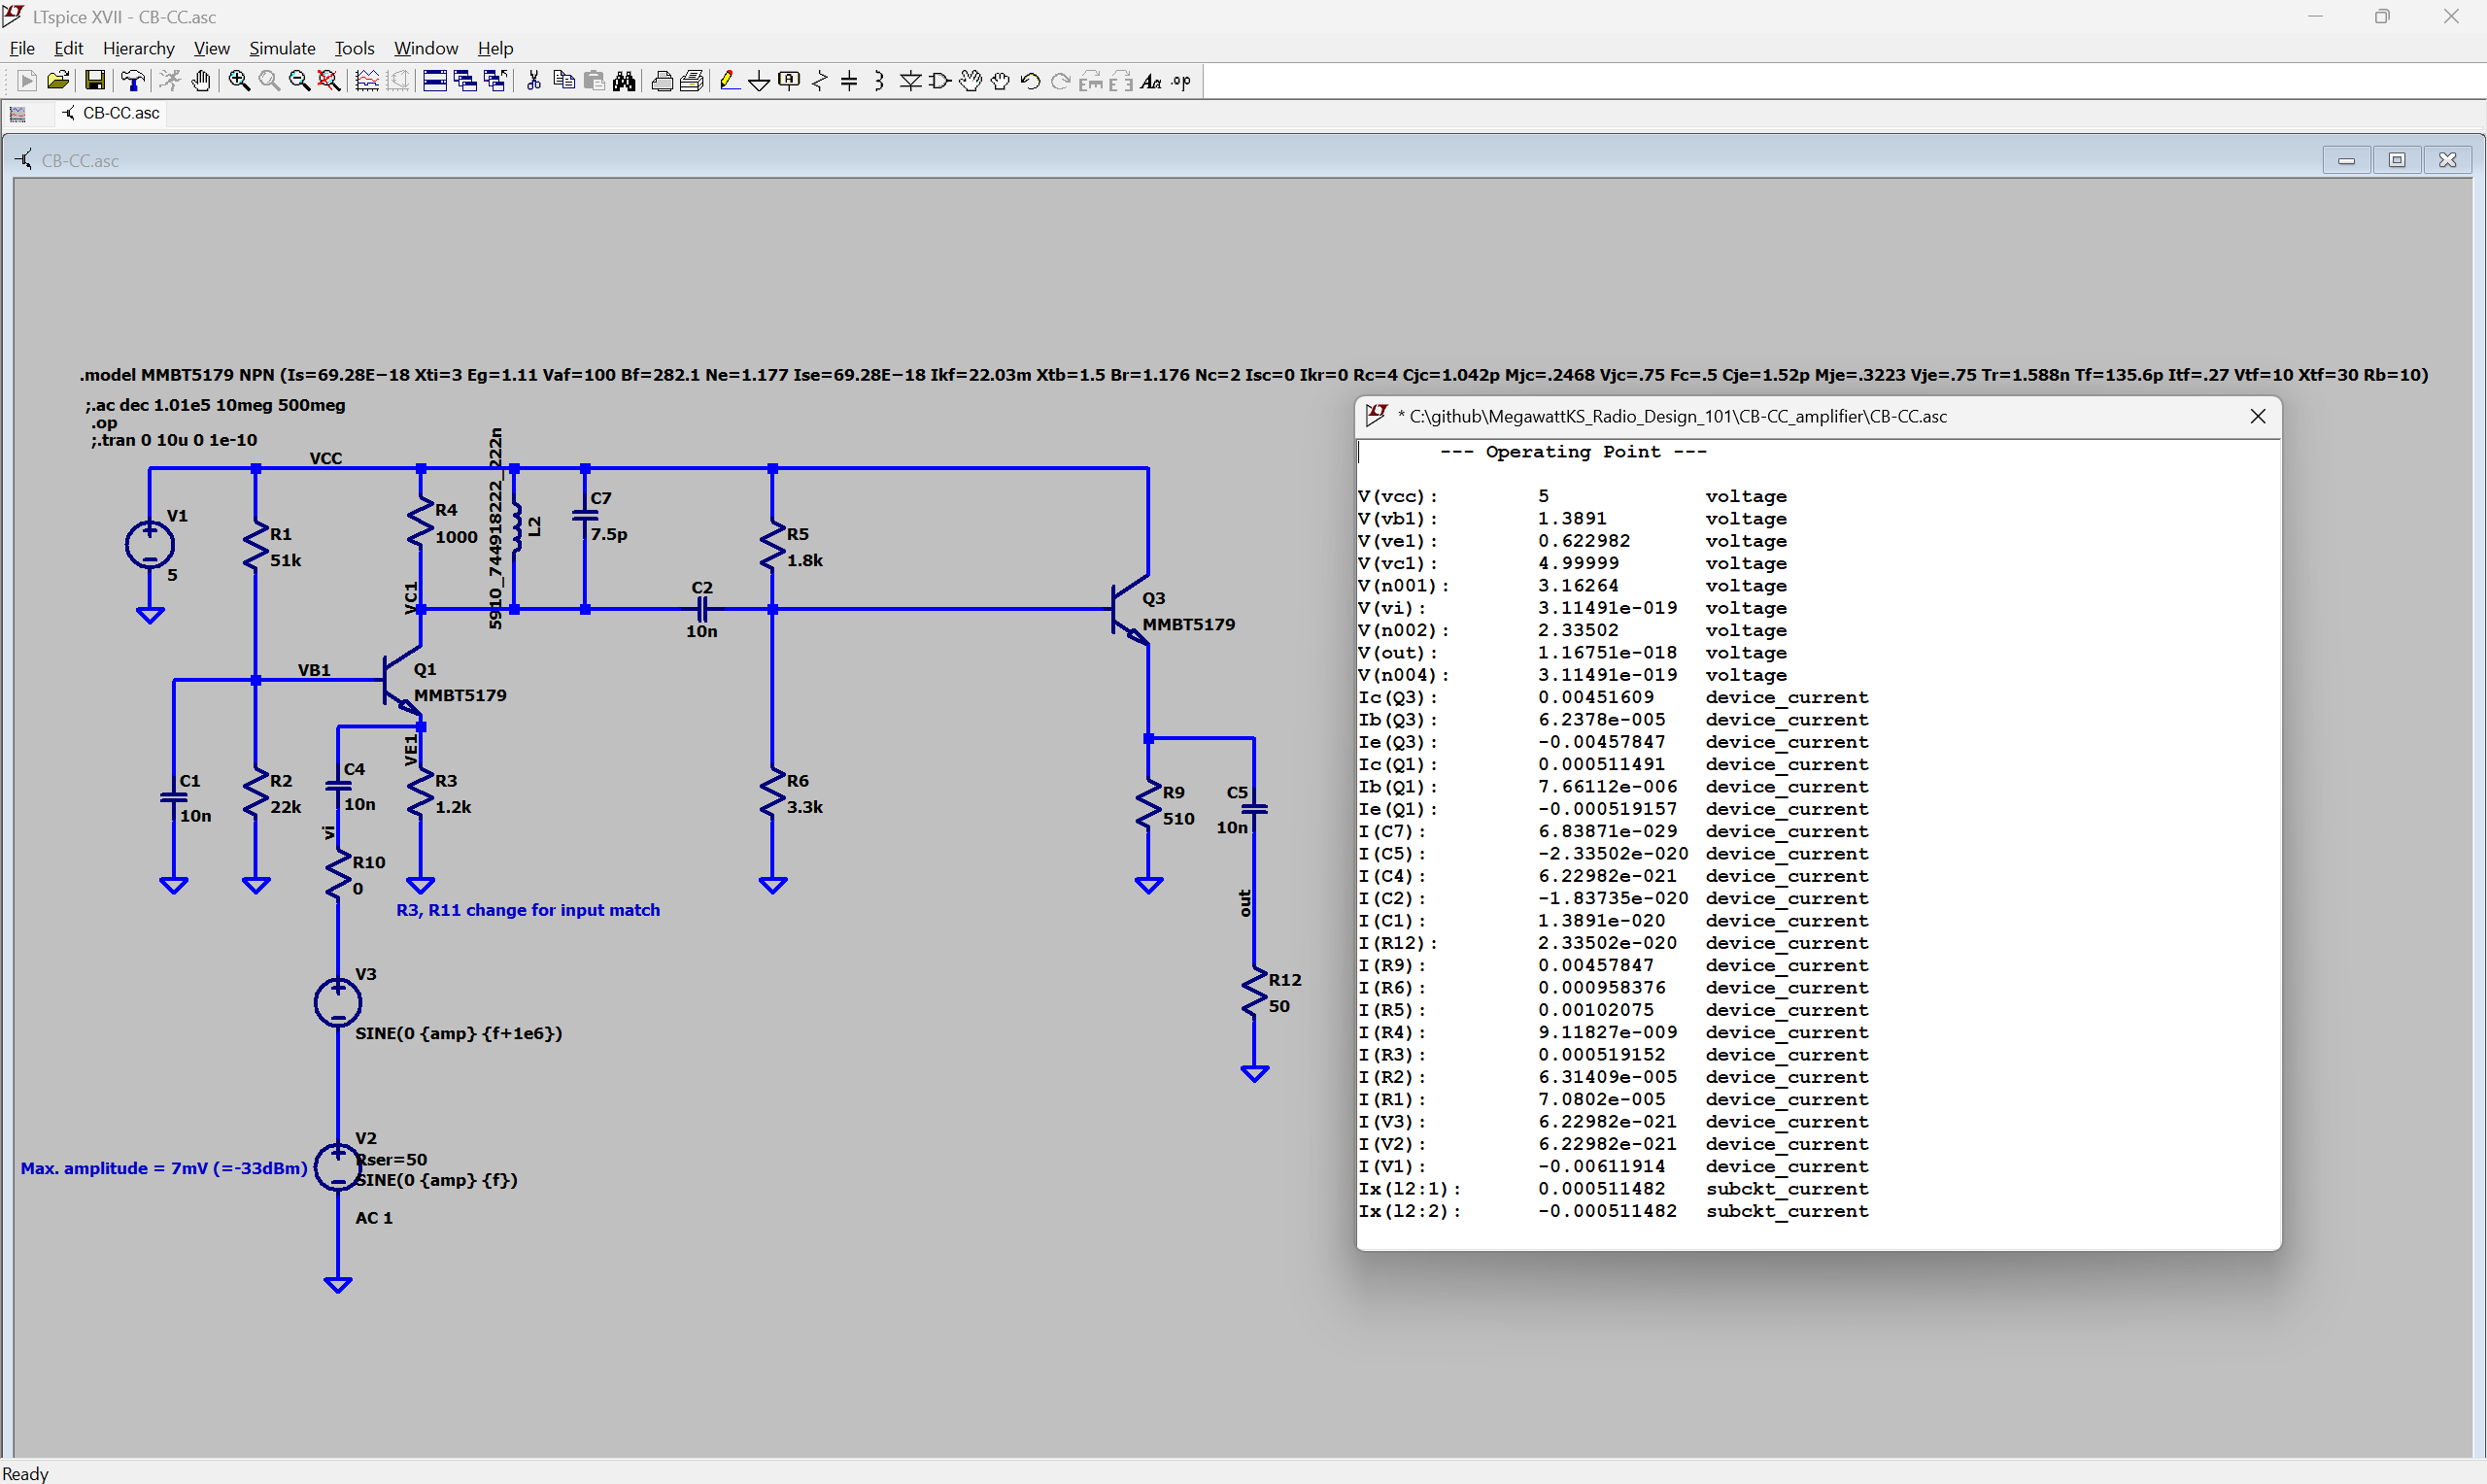 LTspice XVII - CB-CC.asc
File Edit Hierarchy View Simulate Tools Window Help
CB-CC.asc
CB-CC.asc
.model MMBT5179 NPN (Is=69.28E-18 Xti=3 Eg=1.11 Vaf=100 Bf=282.1 Ne=1.177 Ise=69.28E-18 Ikf=22.03m Xtb=1.5 Br=1.176 Nc=2 Isc=0 Ikr=0 Rc=4 Cjc=1.042p Mjc=.2468 Vjc=.75 Fc=.5 Cje=1.52p Mje=.3223 Vje=.75 Tr=1.588n Tf=135.6p Itf=.27 Vtf=10 Xtf=30 Rb=10)
;.ac dec 1.01e5 10meg 500meg
.op
;.tran 0 10u 0 1e-10
VCC
V1
5
R1
51k
R4
1000
5910_744918222_222n
L2
C7
7.5p
R5
1.8k
VC1
C2
10n
Q3
MMBT5179
VB1
Q1
MMBT5179
VE1
C1
10n
R2
22k
C4
10n
R3
1.2k
R6
3.3k
R9
510
C5
10n
vi
R10
0
R3, R11 change for input match
out
V3
SINE(0 {amp} {f+1e6})
R12
50
V2
Rser=50
Max. amplitude = 7mV (=-33dBm)
SINE(0 {amp} {f})
AC 1
* C:\github\MegawattKS_Radio_Design_101\CB-CC_amplifier\CB-CC.asc
--- Operating Point ---
V(vcc): 5 voltage
V(vb1): 1.3891 voltage
V(ve1): 0.622982 voltage
V(vc1): 4.99999 voltage
V(n001): 3.16264 voltage
V(vi): 3.11491e-019 voltage
V(n002): 2.33502 voltage
V(out): 1.16751e-018 voltage
V(n004): 3.11491e-019 voltage
Ic(Q3): 0.00451609 device_current
Ib(Q3): 6.2378e-005 device_current
Ie(Q3): -0.00457847 device_current
Ic(Q1): 0.000511491 device_current
Ib(Q1): 7.66112e-006 device_current
Ie(Q1): -0.000519157 device_current
I(C7): 6.83871e-029 device_current
I(C5): -2.33502e-020 device_current
I(C4): 6.22982e-021 device_current
I(C2): -1.83735e-020 device_current
I(C1): 1.3891e-020 device_current
I(R12): 2.33502e-020 device_current
I(R9): 0.00457847 device_current
I(R6): 0.000958376 device_current
I(R5): 0.00102075 device_current
I(R4): 9.11827e-009 device_current
I(R3): 0.000519152 device_current
I(R2): 6.31409e-005 device_current
I(R1): 7.0802e-005 device_current
I(V3): 6.22982e-021 device_current
I(V2): 6.22982e-021 device_current
I(V1): -0.00611914 device_current
Ix(l2:1): 0.000511482 subckt_current
Ix(l2:2): -0.000511482 subckt_current
Ready